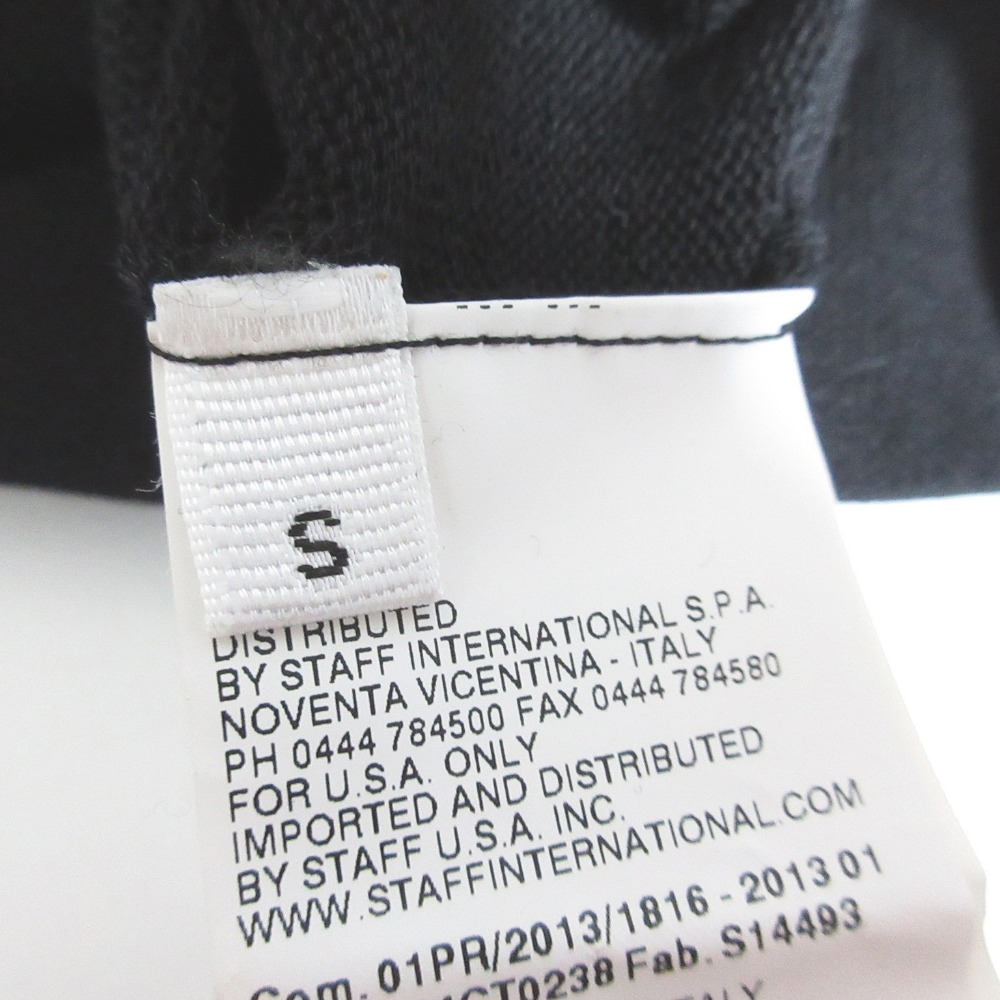 S
DISTRIBUTED
BY STAFF INTERNATIONAL S.P.A.
NOVENTA VICENTINA - ITALY
PH 0444 784500 FAX 0444 784580
FOR U.S.A. ONLY
IMPORTED AND DISTRIBUTED
BY STAFF U.S.A. INC.
WWW.STAFFINTERNATIONAL.COM
Com. 01PR/2013/1816 - 2013 01
Fab. S14493